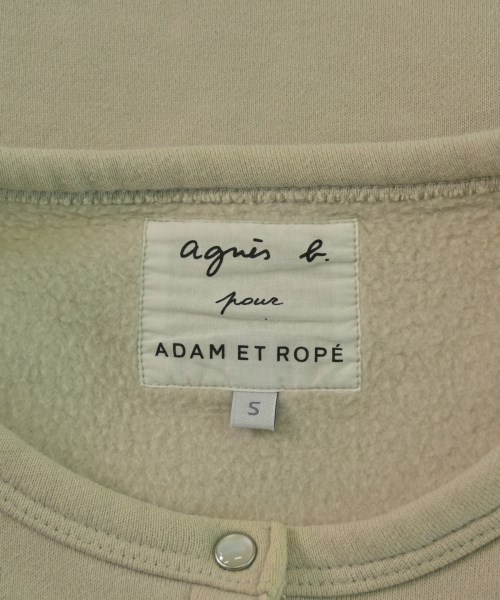 agnès b.
pour
ADAM ET ROPÉ
S